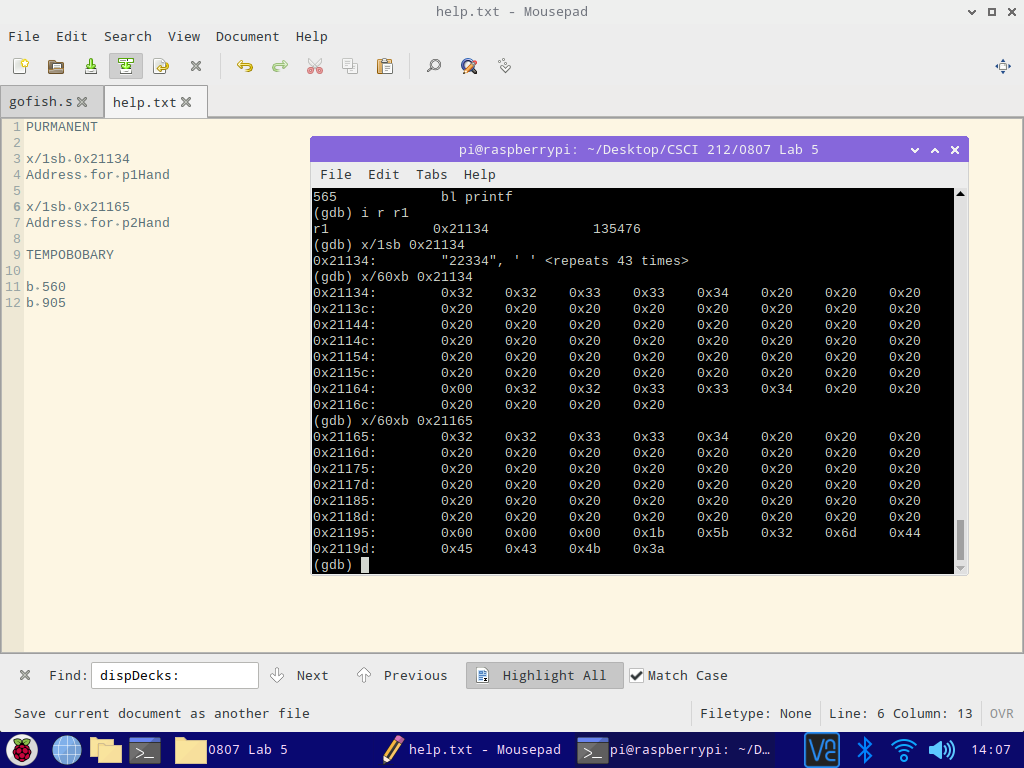 help.txt - Mousepad
File Edit Search View Document Help
gofish.s
help.txt
1 PURMANENT
2
3 x/1sb·0x21134
4 Address·for·p1Hand
5
6 x/1sb·0x21165
7 Address·for·p2Hand
8
9 TEMPOBOBARY
10
11 b·560
12 b·905
pi@raspberrypi: ~/Desktop/CSCI 212/0807 Lab 5
File Edit Tabs Help
565 bl printf
(gdb) i r r1
r1 0x21134 135476
(gdb) x/1sb 0x21134
0x21134: "22334", ' ' <repeats 43 times>
(gdb) x/60xb 0x21134
0x21134: 0x32 0x32 0x33 0x33 0x34 0x20 0x20 0x20
0x2113c: 0x20 0x20 0x20 0x20 0x20 0x20 0x20 0x20
0x21144: 0x20 0x20 0x20 0x20 0x20 0x20 0x20 0x20
0x2114c: 0x20 0x20 0x20 0x20 0x20 0x20 0x20 0x20
0x21154: 0x20 0x20 0x20 0x20 0x20 0x20 0x20 0x20
0x2115c: 0x20 0x20 0x20 0x20 0x20 0x20 0x20 0x20
0x21164: 0x00 0x32 0x32 0x33 0x33 0x34 0x20 0x20
0x2116c: 0x20 0x20 0x20 0x20
(gdb) x/60xb 0x21165
0x21165: 0x32 0x32 0x33 0x33 0x34 0x20 0x20 0x20
0x2116d: 0x20 0x20 0x20 0x20 0x20 0x20 0x20 0x20
0x21175: 0x20 0x20 0x20 0x20 0x20 0x20 0x20 0x20
0x2117d: 0x20 0x20 0x20 0x20 0x20 0x20 0x20 0x20
0x21185: 0x20 0x20 0x20 0x20 0x20 0x20 0x20 0x20
0x2118d: 0x20 0x20 0x20 0x20 0x20 0x20 0x20 0x20
0x21195: 0x00 0x00 0x00 0x1b 0x5b 0x32 0x6d 0x44
0x2119d: 0x45 0x43 0x4b 0x3a
(gdb)
Find: dispDecks: Next Previous Highlight All Match Case
Save current document as another file Filetype: None Line: 6 Column: 13 OVR
0807 Lab 5 help.txt - Mousepad pi@raspberrypi: ~/D… 14:07